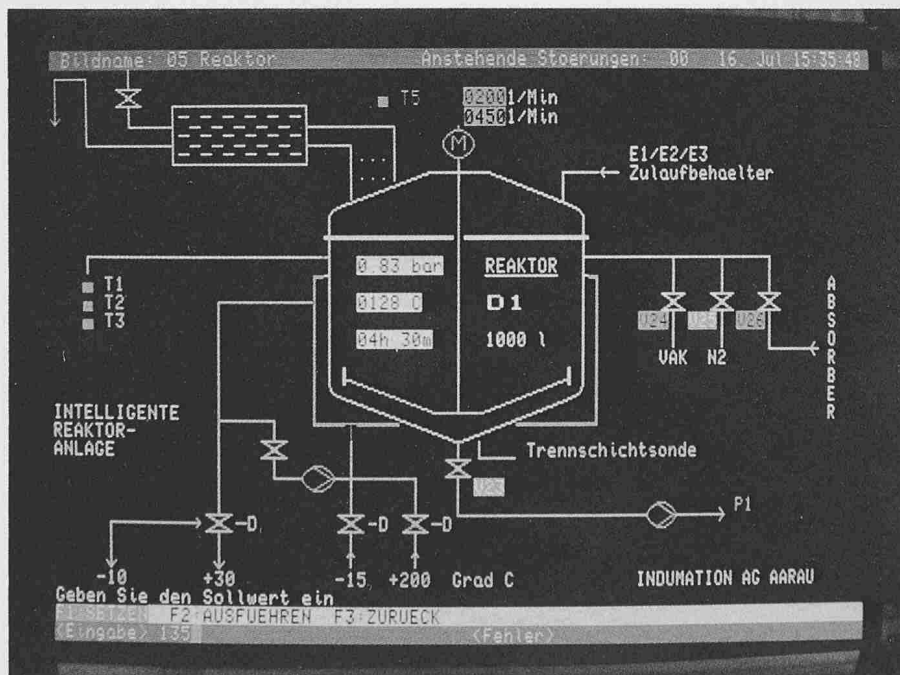 Bildname: 05 Reaktor Anstehende Stoerungen: 00 16. Jul 15:35:48
T5
0200 1/Min
0450 1/Min
M
E1/E2/E3
Zulaufbehaelter
0.83 bar
0128 C
04h 30m
REAKTOR
D1
1000 l
T1
T2
T3
V24 V25 V26
VAK N2
ABSORBER
INTELLIGENTE
REAKTOR-
ANLAGE
Trennschichtsonde
V23
P1
-D -D -D
-10 +30 -15 +200 Grad C
INDUMATION AG AARAU
Geben Sie den Sollwert ein
F1:SETZEN F2:AUSFUEHREN F3:ZURUECK
<Eingabe> 135 <Fehler>